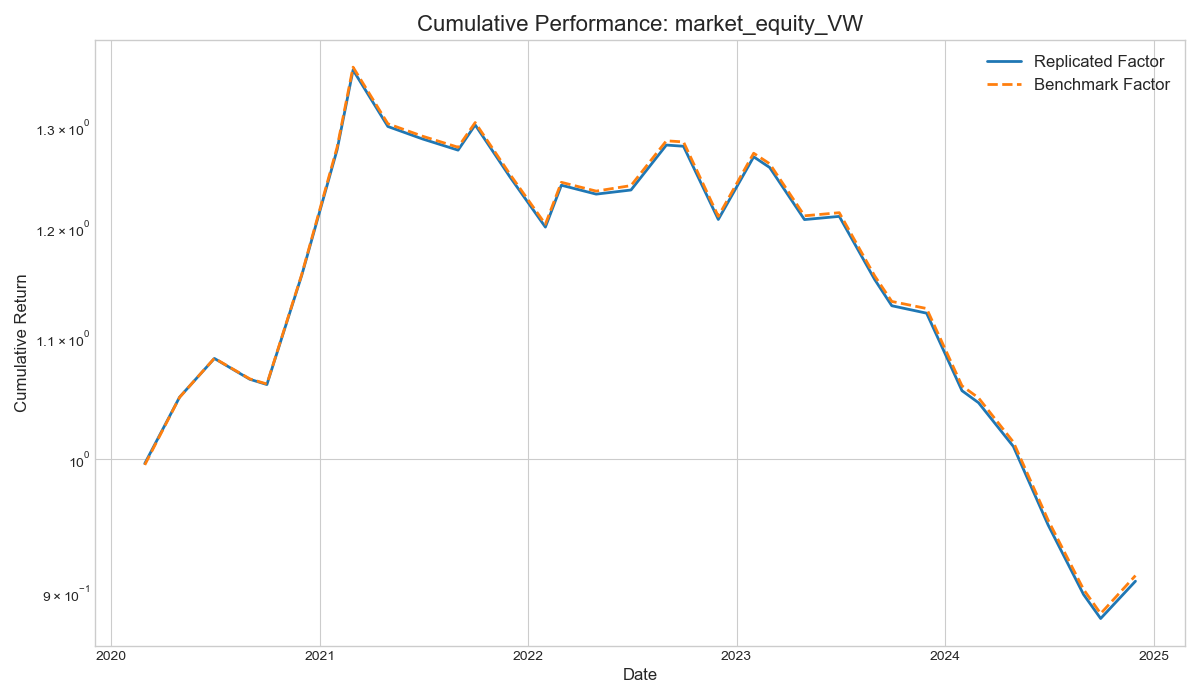 Cumulative Performance: market_equity_VW
Replicated Factor
Benchmark Factor
Cumulative Return
1.3 × 10⁰
1.2 × 10⁰
1.1 × 10⁰
10⁰
9 × 10⁻¹
2020 2021 2022 2023 2024 2025
Date